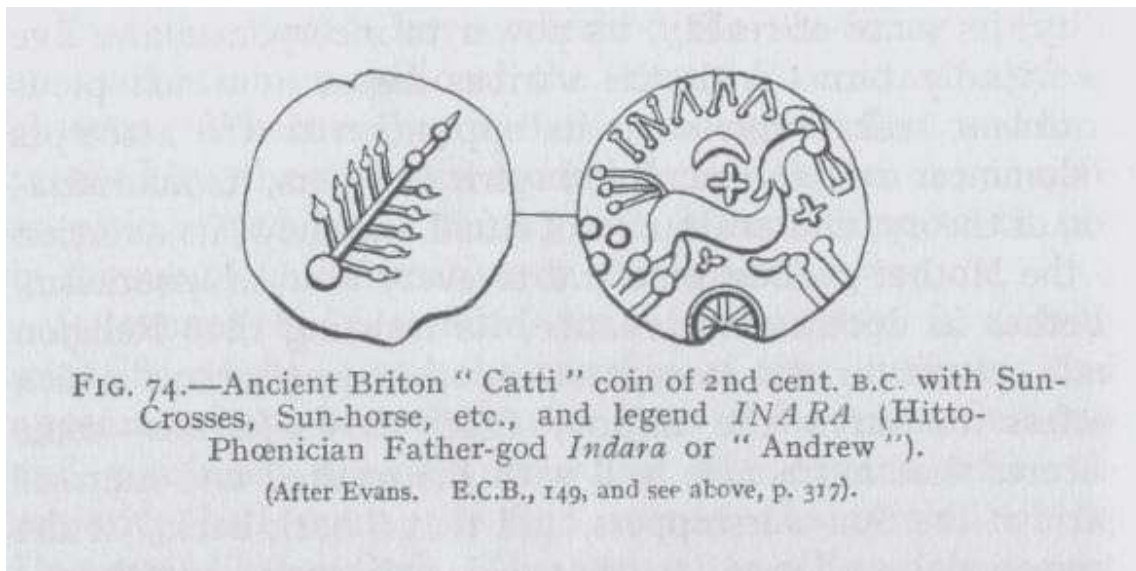 FIG. 74.—Ancient Briton " Catti " coin of 2nd cent. B.C. with Sun-
Crosses, Sun-horse, etc., and legend INARA (Hitto-
Phœnician Father-god Indara or " Andrew ").
(After Evans. E.C.B., 149, and see above, p. 317).